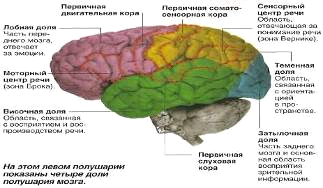 Первичная
двигательная кора
Первичная сомато-
сенсорная кора
Сенсорный
центр речи
Область,
отвечающая за
понимание речи
(зона Вернике).
Лобная доля
Часть пе-
реднего мозга,
отвечает
за эмоции.
Моторный
центр речи
(зона Брока).
Теменная
доля
Область,
связанная
с ориента-
цией
в про-
странстве.
Височная доля
Область, связанная
с восприятием и вос-
производством речи.
Затылочная
доля
Часть заднего
мозга и основ-
ная область
восприятия
зрительной
информации.
Первичная
слуховая
кора
На этом левом полушарии
показаны четыре доли
полушария мозга.